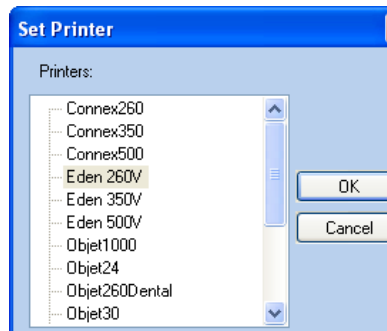 Set Printer
Printers:
Connex260
Connex350
Connex500
Eden 260V
Eden 350V
Eden 500V
Objet1000
Objet24
Objet260Dental
Objet30
OK
Cancel